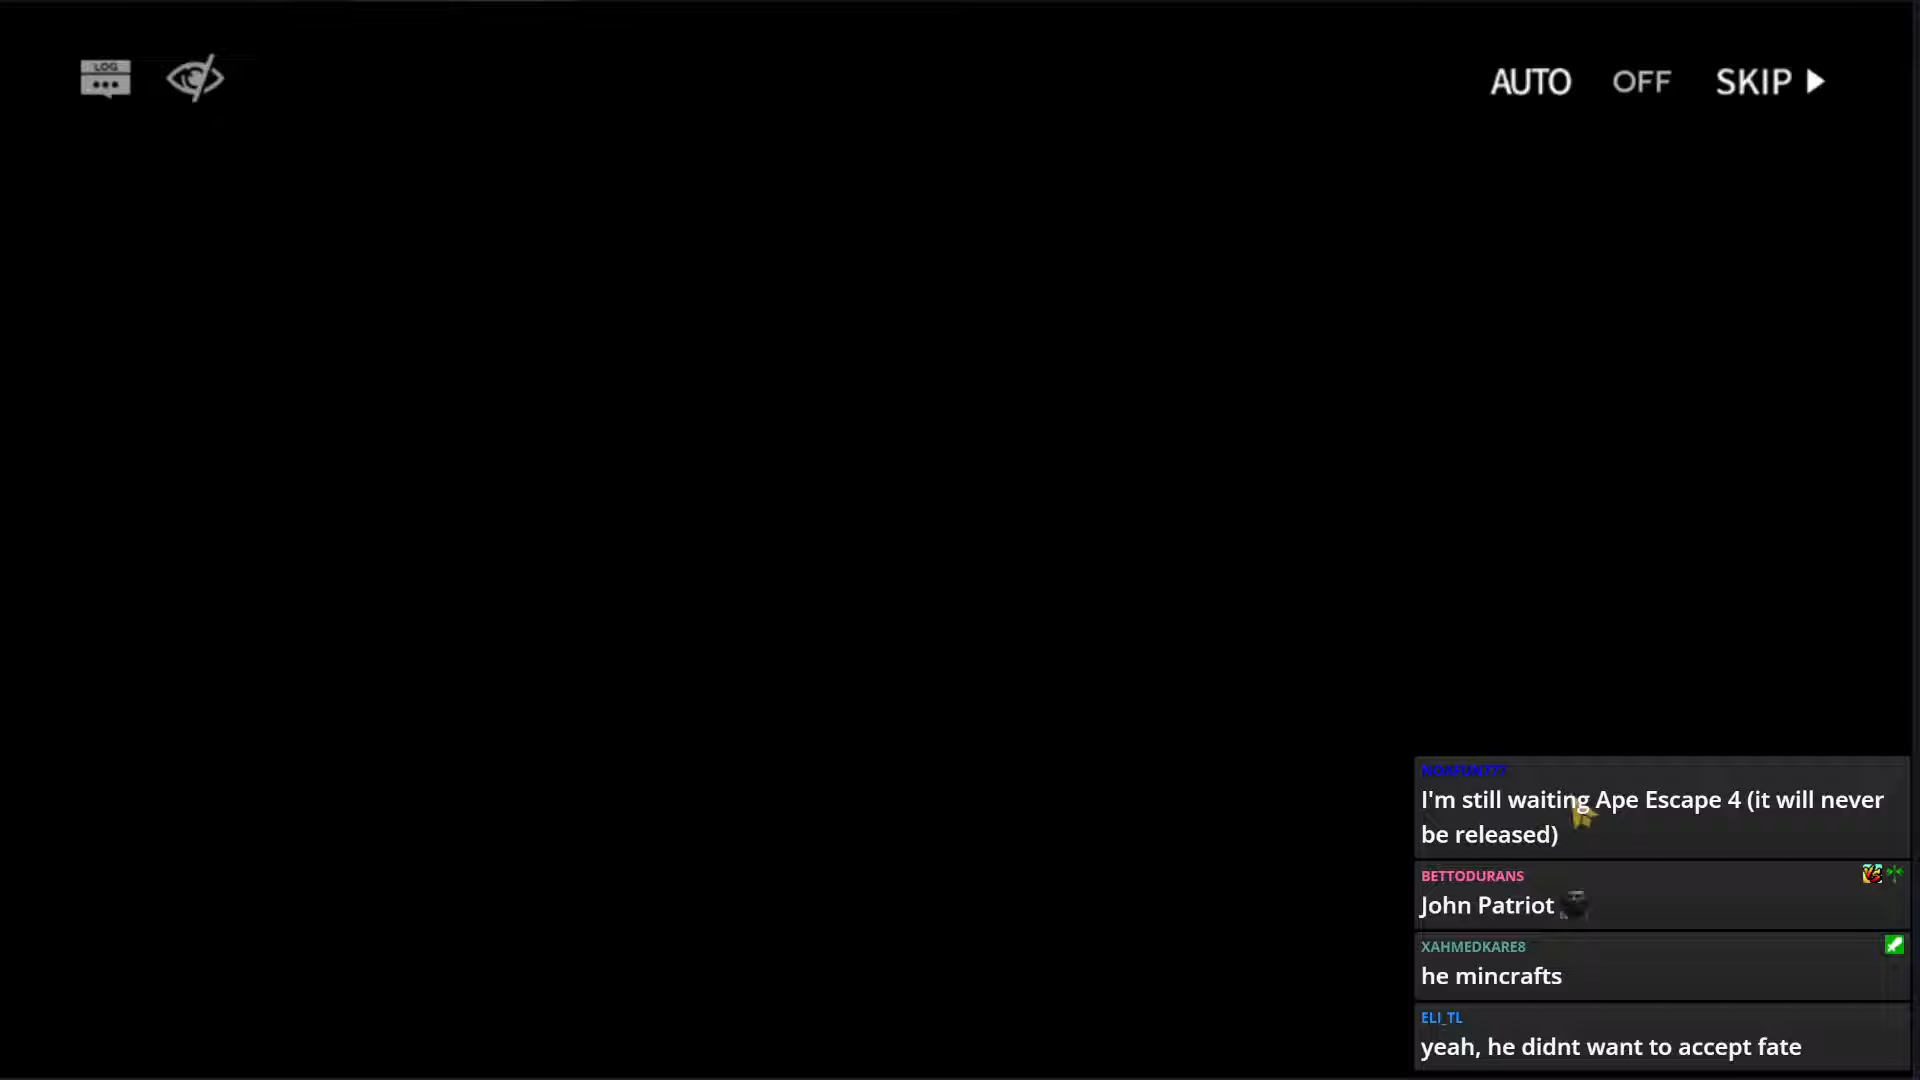 LOG
AUTO OFF SKIP
NONFUN777
I'm still waiting Ape Escape 4 (it will never
be released)
BETTODURANS
John Patriot
XAHMEDKARE8
he mincrafts
ELI_TL
yeah, he didnt want to accept fate